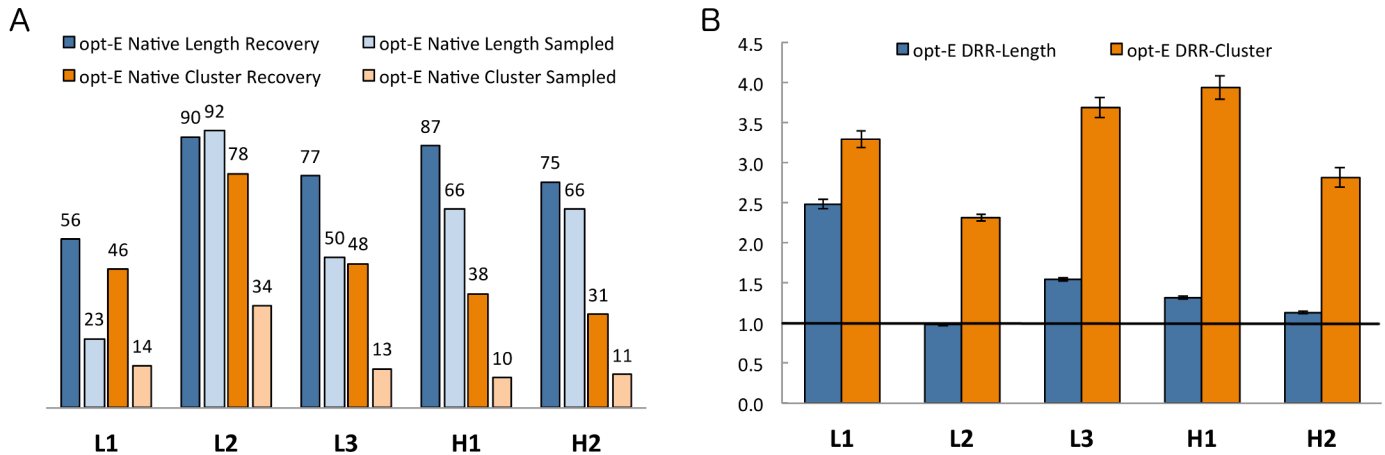 A
opt-E Native Length Recovery
opt-E Native Length Sampled
opt-E Native Cluster Recovery
opt-E Native Cluster Sampled
56
23
46
14
90
92
78
34
77
50
48
13
87
66
38
10
75
66
31
11
L1
L2
L3
H1
H2
B
opt-E DRR-Length
opt-E DRR-Cluster
4.5
4.0
3.5
3.0
2.5
2.0
1.5
1.0
0.5
0.0
L1
L2
L3
H1
H2